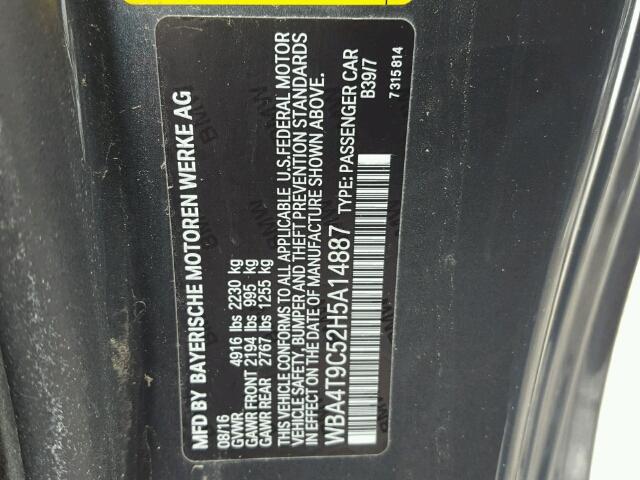 MFD BY BAYERISCHE MOTOREN WERKE AG
08/16
GVWR 4916 lbs 2230 kg
GAWR FRONT 2194 lbs 995 kg
GAWR REAR 2767 lbs 1255 kg
THIS VEHICLE CONFORMS TO ALL APPLICABLE U.S.FEDERAL MOTOR
VEHICLE SAFETY, BUMPER AND THEFT PREVENTION STANDARDS
IN EFFECT ON THE DATE OF MANUFACTURE SHOWN ABOVE.
WBA4T9C52H5A14887 TYPE: PASSENGER CAR
B39/7
7315814